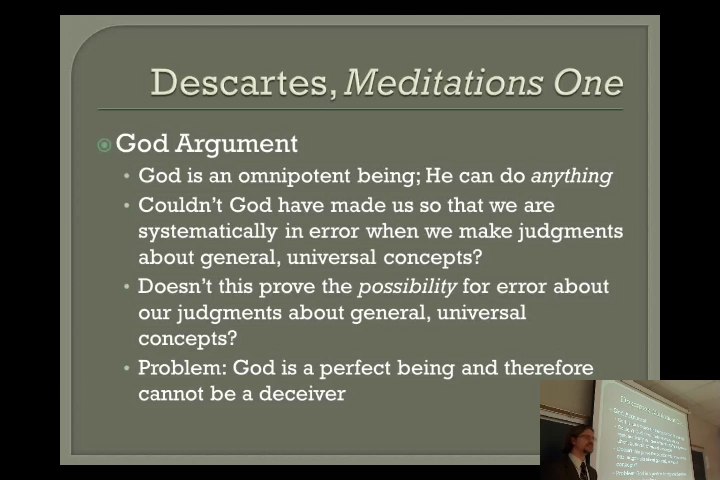 Descartes, Meditations One
God Argument
• God is an omnipotent being; He can do anything
• Couldn't God have made us so that we are
systematically in error when we make judgments
about general, universal concepts?
• Doesn't this prove the possibility for error about
our judgments about general, universal
concepts?
• Problem: God is a perfect being and therefore
cannot be a deceiver